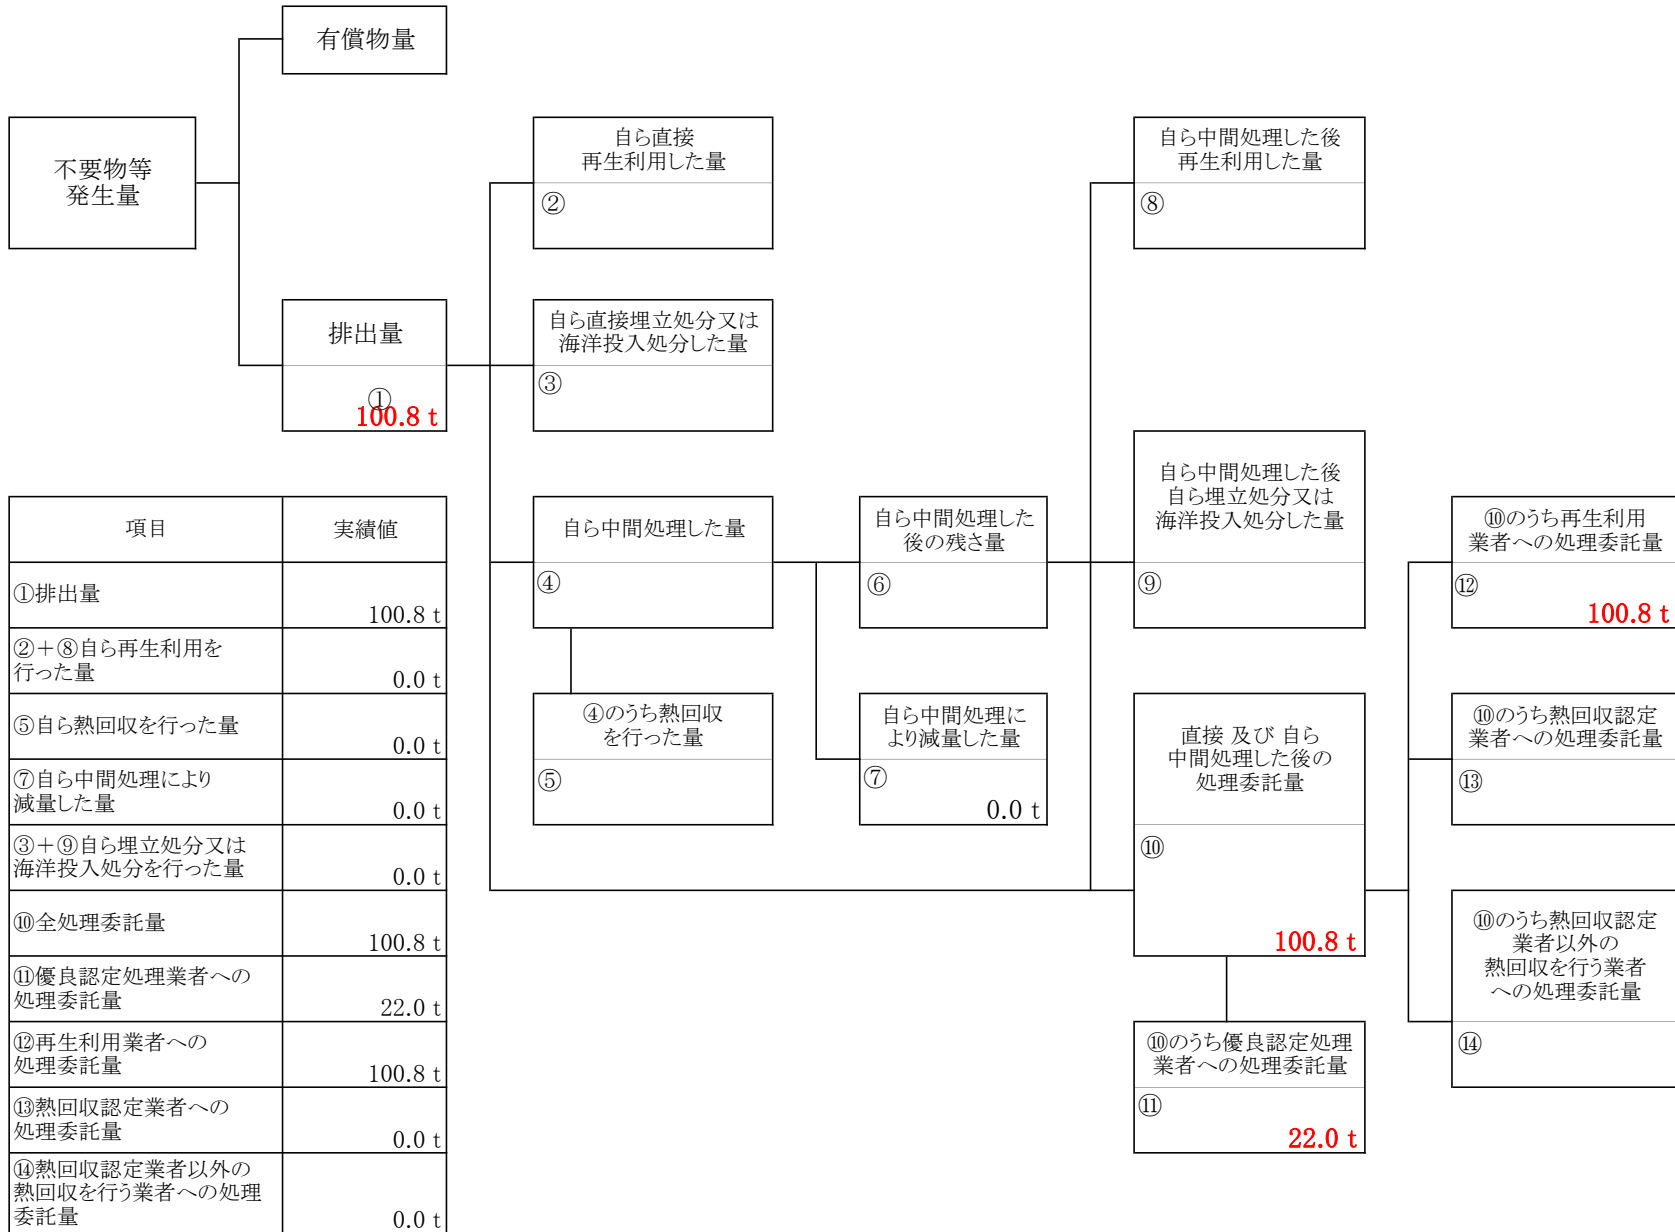 有償物量
不要物等
発生量
自ら直接
再生利用した量
②
自ら中間処理した後
再生利用した量
⑧
排出量
①
100.8 t
自ら直接埋立処分又は
海洋投入処分した量
③
自ら中間処理した量
④
自ら中間処理した
後の残さ量
⑥
自ら中間処理した後
自ら埋立処分又は
海洋投入処分した量
⑨
⑩のうち再生利用
業者への処理委託量
⑫
100.8 t
④のうち熱回収
を行った量
⑤
自ら中間処理に
より減量した量
⑦
0.0 t
直接 及び 自ら
中間処理した後の
処理委託量
⑩
100.8 t
⑩のうち熱回収認定
業者への処理委託量
⑬
⑩のうち熱回収認定
業者以外の
熱回収を行う業者
への処理委託量
⑭
⑩のうち優良認定処理
業者への処理委託量
⑪
22.0 t
項目 実績値
①排出量
100.8 t
②+⑧自ら再生利用を
行った量
0.0 t
⑤自ら熱回収を行った量
0.0 t
⑦自ら中間処理により
減量した量
0.0 t
③+⑨自ら埋立処分又は
海洋投入処分を行った量
0.0 t
⑩全処理委託量
100.8 t
⑪優良認定処理業者への
処理委託量
22.0 t
⑫再生利用業者への
処理委託量
100.8 t
⑬熱回収認定業者への
処理委託量
0.0 t
⑭熱回収認定業者以外の
熱回収を行う業者への処理
委託量
0.0 t